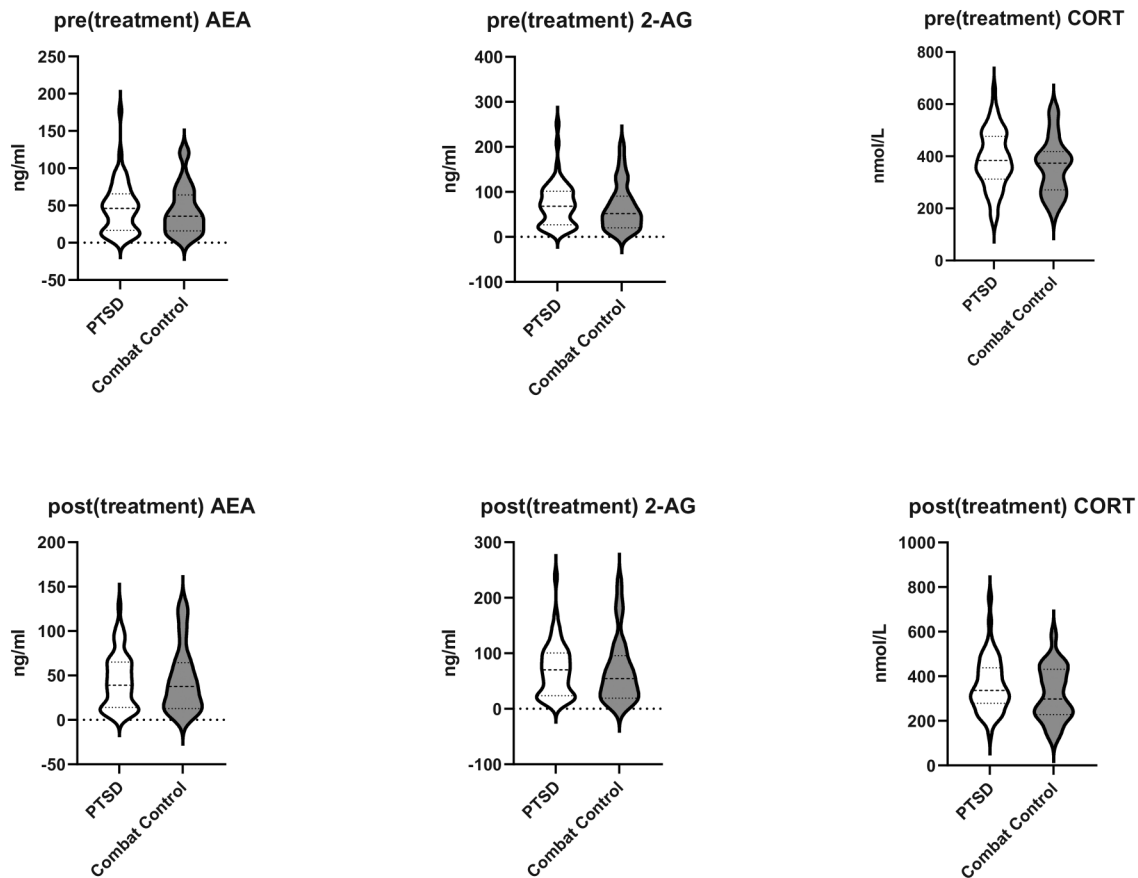 pre(treatment) AEA
250
200
150
100
50
0
-50
ng/ml
PTSD
Combat Control
pre(treatment) 2-AG
400
300
200
100
0
-100
ng/ml
PTSD
Combat Control
pre(treatment) CORT
800
600
400
200
0
nmol/L
PTSD
Combat Control
post(treatment) AEA
200
150
100
50
0
-50
ng/ml
PTSD
Combat Control
post(treatment) 2-AG
300
200
100
0
-100
ng/ml
PTSD
Combat Control
post(treatment) CORT
1000
800
600
400
200
0
nmol/L
PTSD
Combat Control